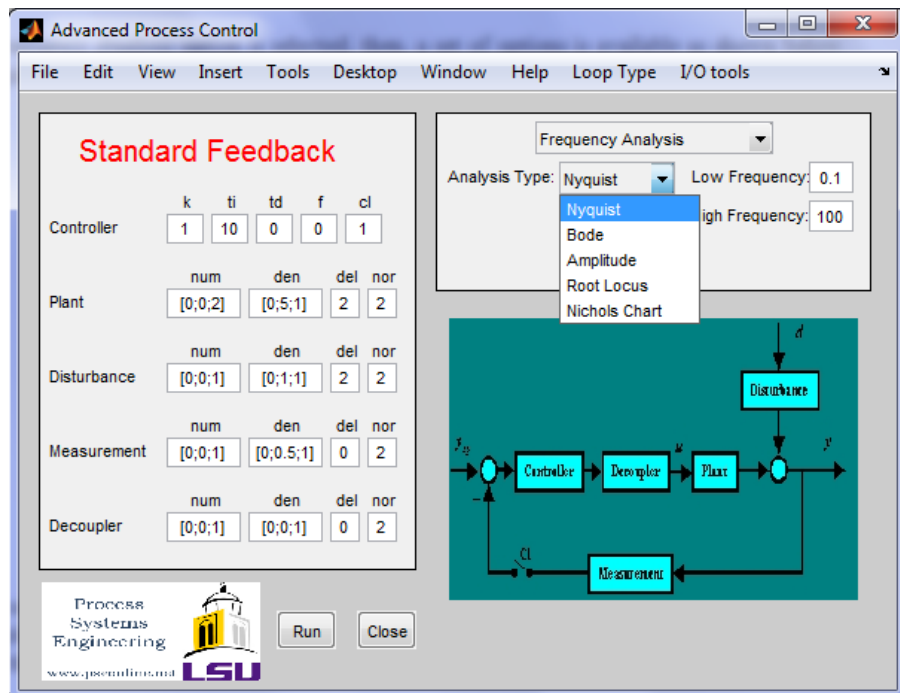 Advanced Process Control
File Edit View Insert Tools Desktop Window Help Loop Type I/O tools
Standard Feedback
k ti td f cl
Controller 1 10 0 0 1
num den del nor
Plant [0;0;2] [0;5;1] 2 2
num den del nor
Disturbance [0;0;1] [0;1;1] 2 2
num den del nor
Measurement [0;0;1] [0;0.5;1] 0 2
num den del nor
Decoupler [0;0;1] [0;0;1] 0 2
Frequency Analysis
Analysis Type: Nyquist Low Frequency: 0.1
igh Frequency: 100
Nyquist
Bode
Amplitude
Root Locus
Nichols Chart
d
Disturbance
y
u
Controller Decoupler Plant
−
Cl
Measurement
Process
Systems
Engineering
www.pseonline.net
LSU
Run Close